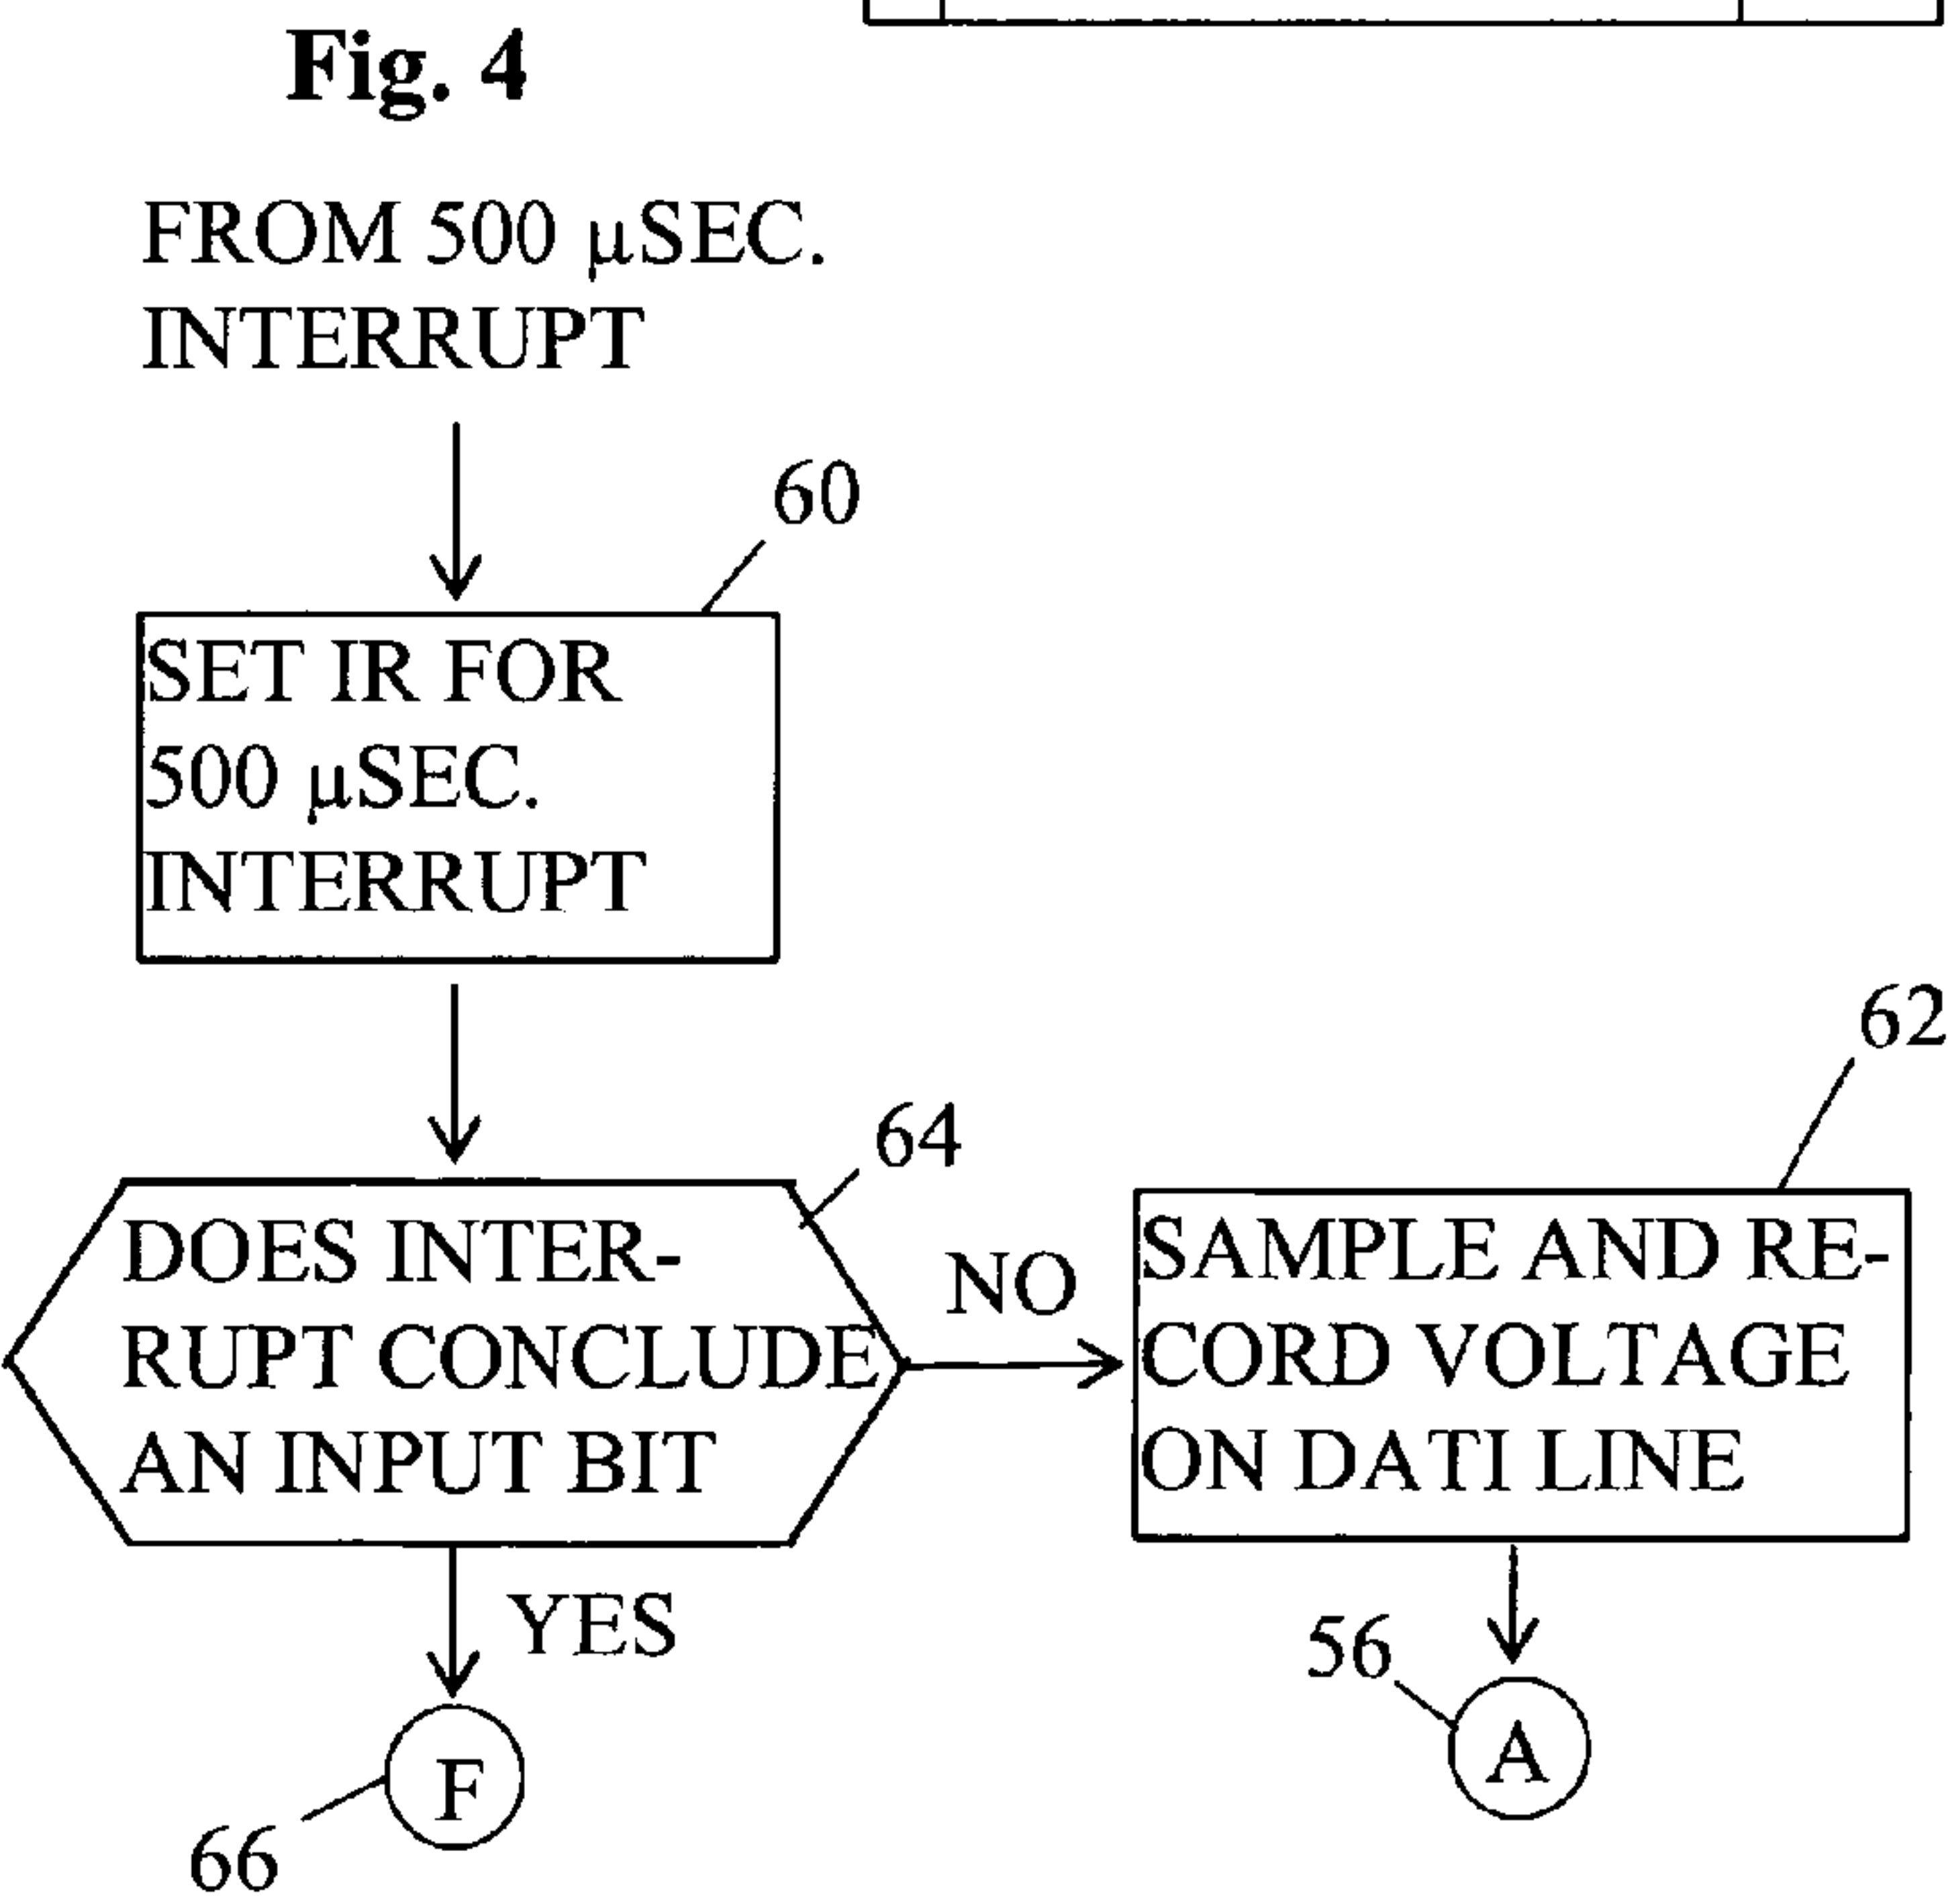 Fig. 4
FROM 500 µSEC.
INTERRUPT
60
SET IR FOR
500 µSEC.
INTERRUPT
62
64
DOES INTER-
RUPT CONCLUDE
AN INPUT BIT
NO
SAMPLE AND RE-
CORD VOLTAGE
ON DATI LINE
YES
56
A
F
66